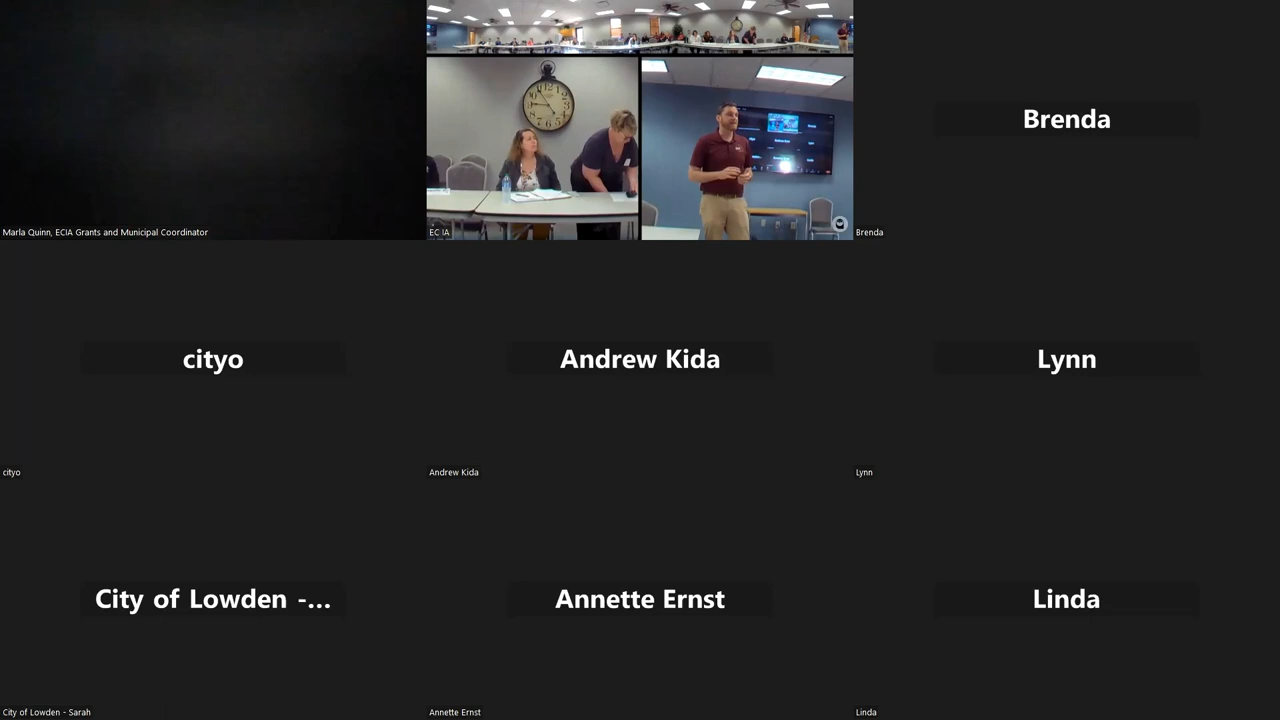 Marla Quinn, ECIA Grants and Municipal Coordinator
EC IA
Brenda
Brenda
cityo
Andrew Kida
Lynn
cityo
Andrew Kida
Lynn
City of Lowden -...
Annette Ernst
Linda
City of Lowden - Sarah
Annette Ernst
Linda